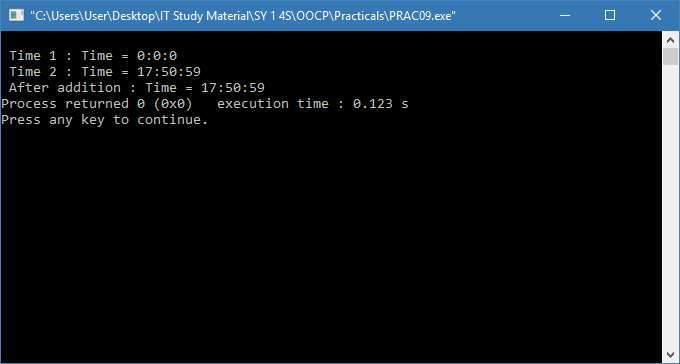 "C:\Users\User\Desktop\IT Study Material\SY 1 4S\OOCP\Practicals\PRAC09.exe"
Time 1 : Time = 0:0:0
Time 2 : Time = 17:50:59
After addition : Time = 17:50:59
Process returned 0 (0x0)   execution time : 0.123 s
Press any key to continue.